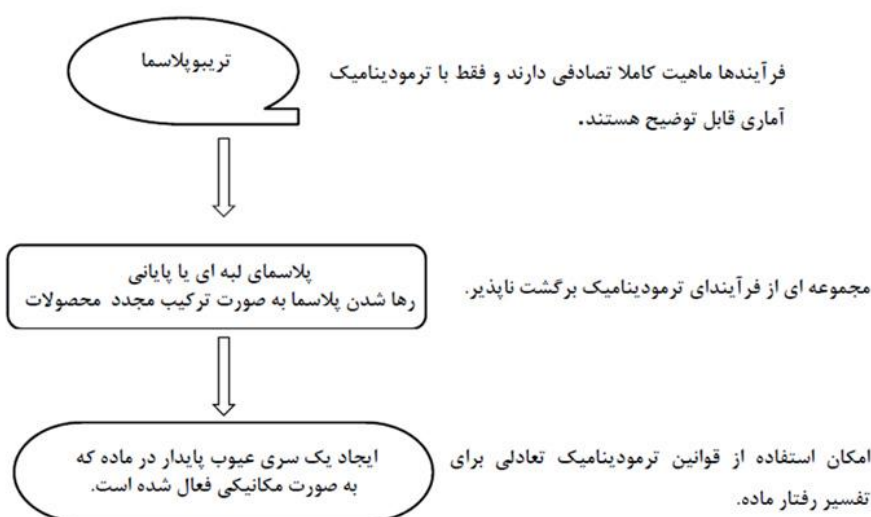 تریبوپلاسما
فرآیندها ماهیت کاملا تصادفی دارند و فقط با ترمودینامیک
آماری قابل توضیح هستند.
پلاسمای لبه ای یا پایانی
رها شدن پلاسما به صورت ترکیب مجدد محصولات
مجموعه ای از فرآیندای ترمودینامیک برگشت ناپذیر.
ایجاد یک سری عیوب پایدار در ماده که
به صورت مکانیکی فعال شده است.
امکان استفاده از قوانین ترمودینامیک تعادلی برای
تفسیر رفتار ماده.